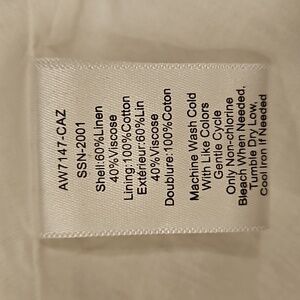 AW7147-CAZ
SSN-2001
Shell:60%Linen
40%Viscose
Lining:100%Cotton
Extérieur:60%Lin
40%Viscose
Doublure:100%Coton
Machine Wash Cold
With Like Colors
Gentle Cycle
Only Non-chlorine
Bleach When Needed,
Tumble Dry Low,
CoolIron If Needed